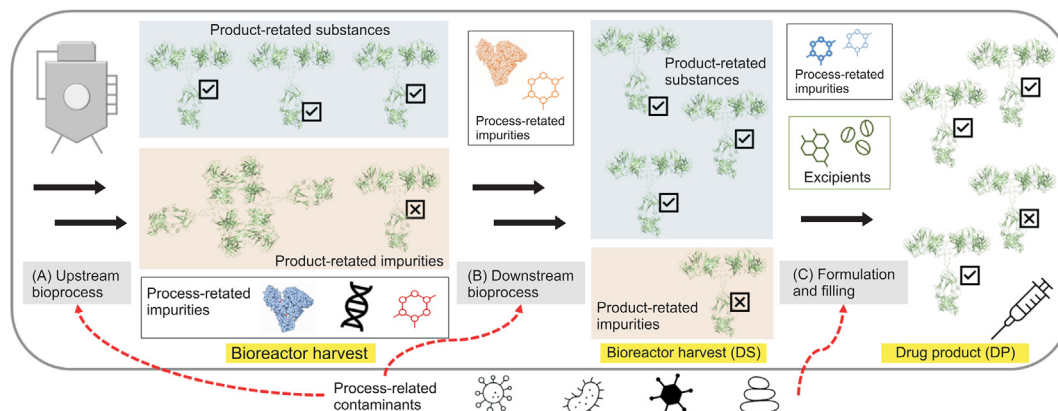 Product-retated substances
Product-retated impurities
(A) Upstream
bioprocess
Process-retated
impurities
Bioreactor harvest
Process-retated
impurities
(B) Downstream
bioprocess
Product-retated
substances
Product-retated
impurities
Bioreactor harvest (DS)
Process-retated
impurities
Excipients
(C) Formulation
and filling
Drug product (DP)
Process-related
contaminants